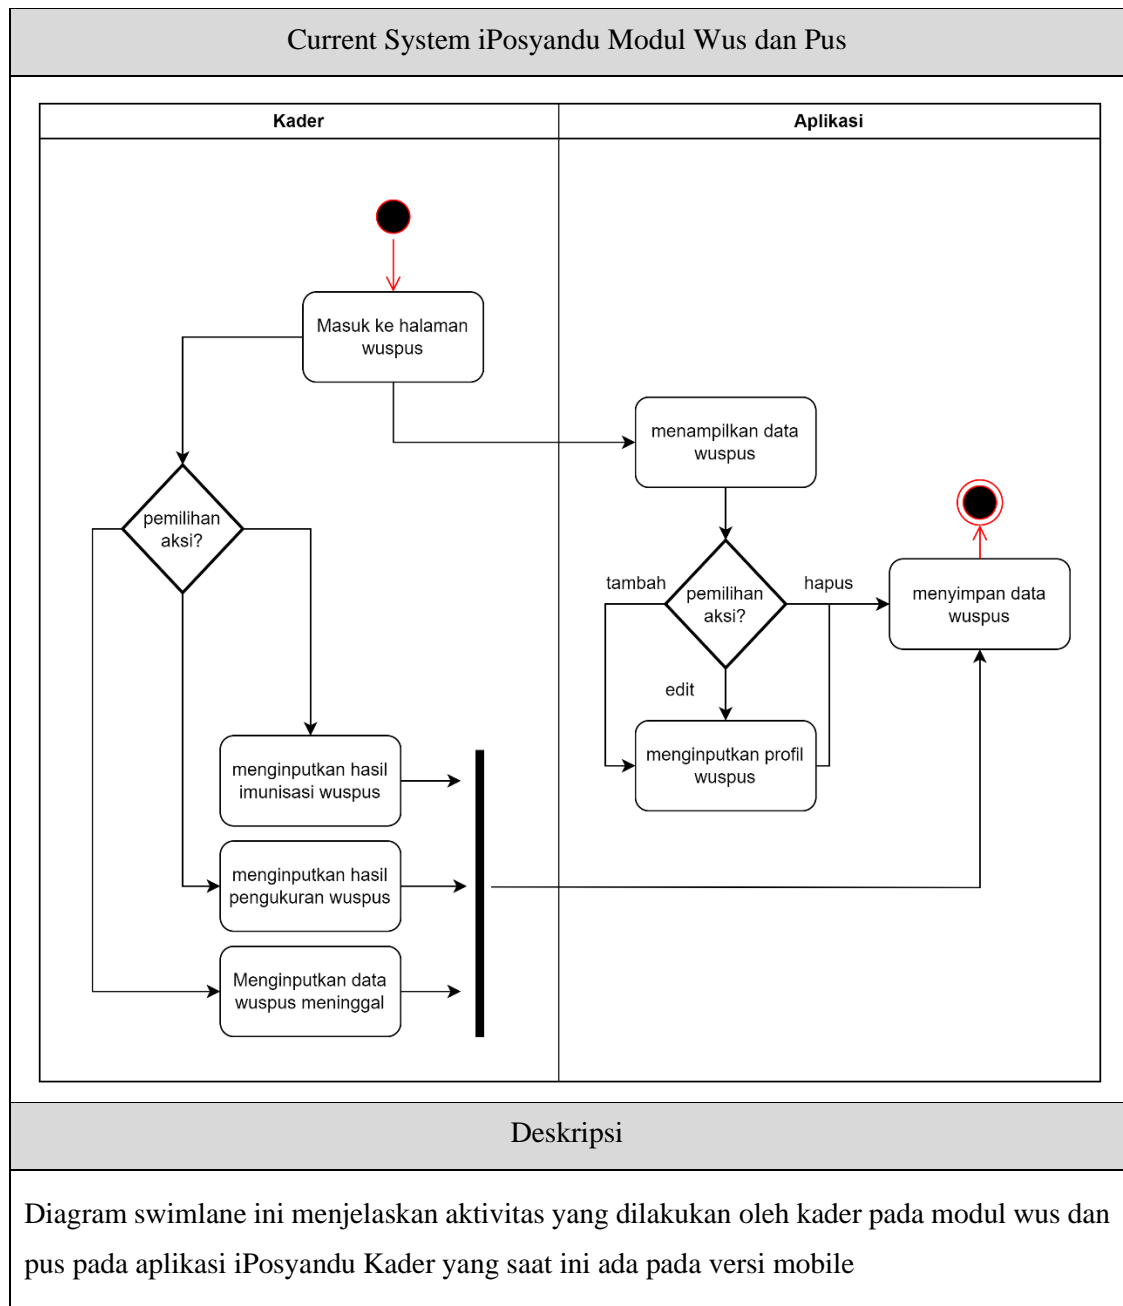 Current System iPosyandu Modul Wus dan Pus
Kader
Aplikasi
Masuk ke halaman
wuspus
menampilkan data
wuspus
pemilihan
aksi?
tambah
pemilihan
aksi?
hapus
menyimpan data
wuspus
edit
menginputkan profil
wuspus
menginputkan hasil
imunisasi wuspus
menginputkan hasil
pengukuran wuspus
Menginputkan data
wuspus meninggal
Deskripsi
Diagram swimlane ini menjelaskan aktivitas yang dilakukan oleh kader pada modul wus dan
pus pada aplikasi iPosyandu Kader yang saat ini ada pada versi mobile